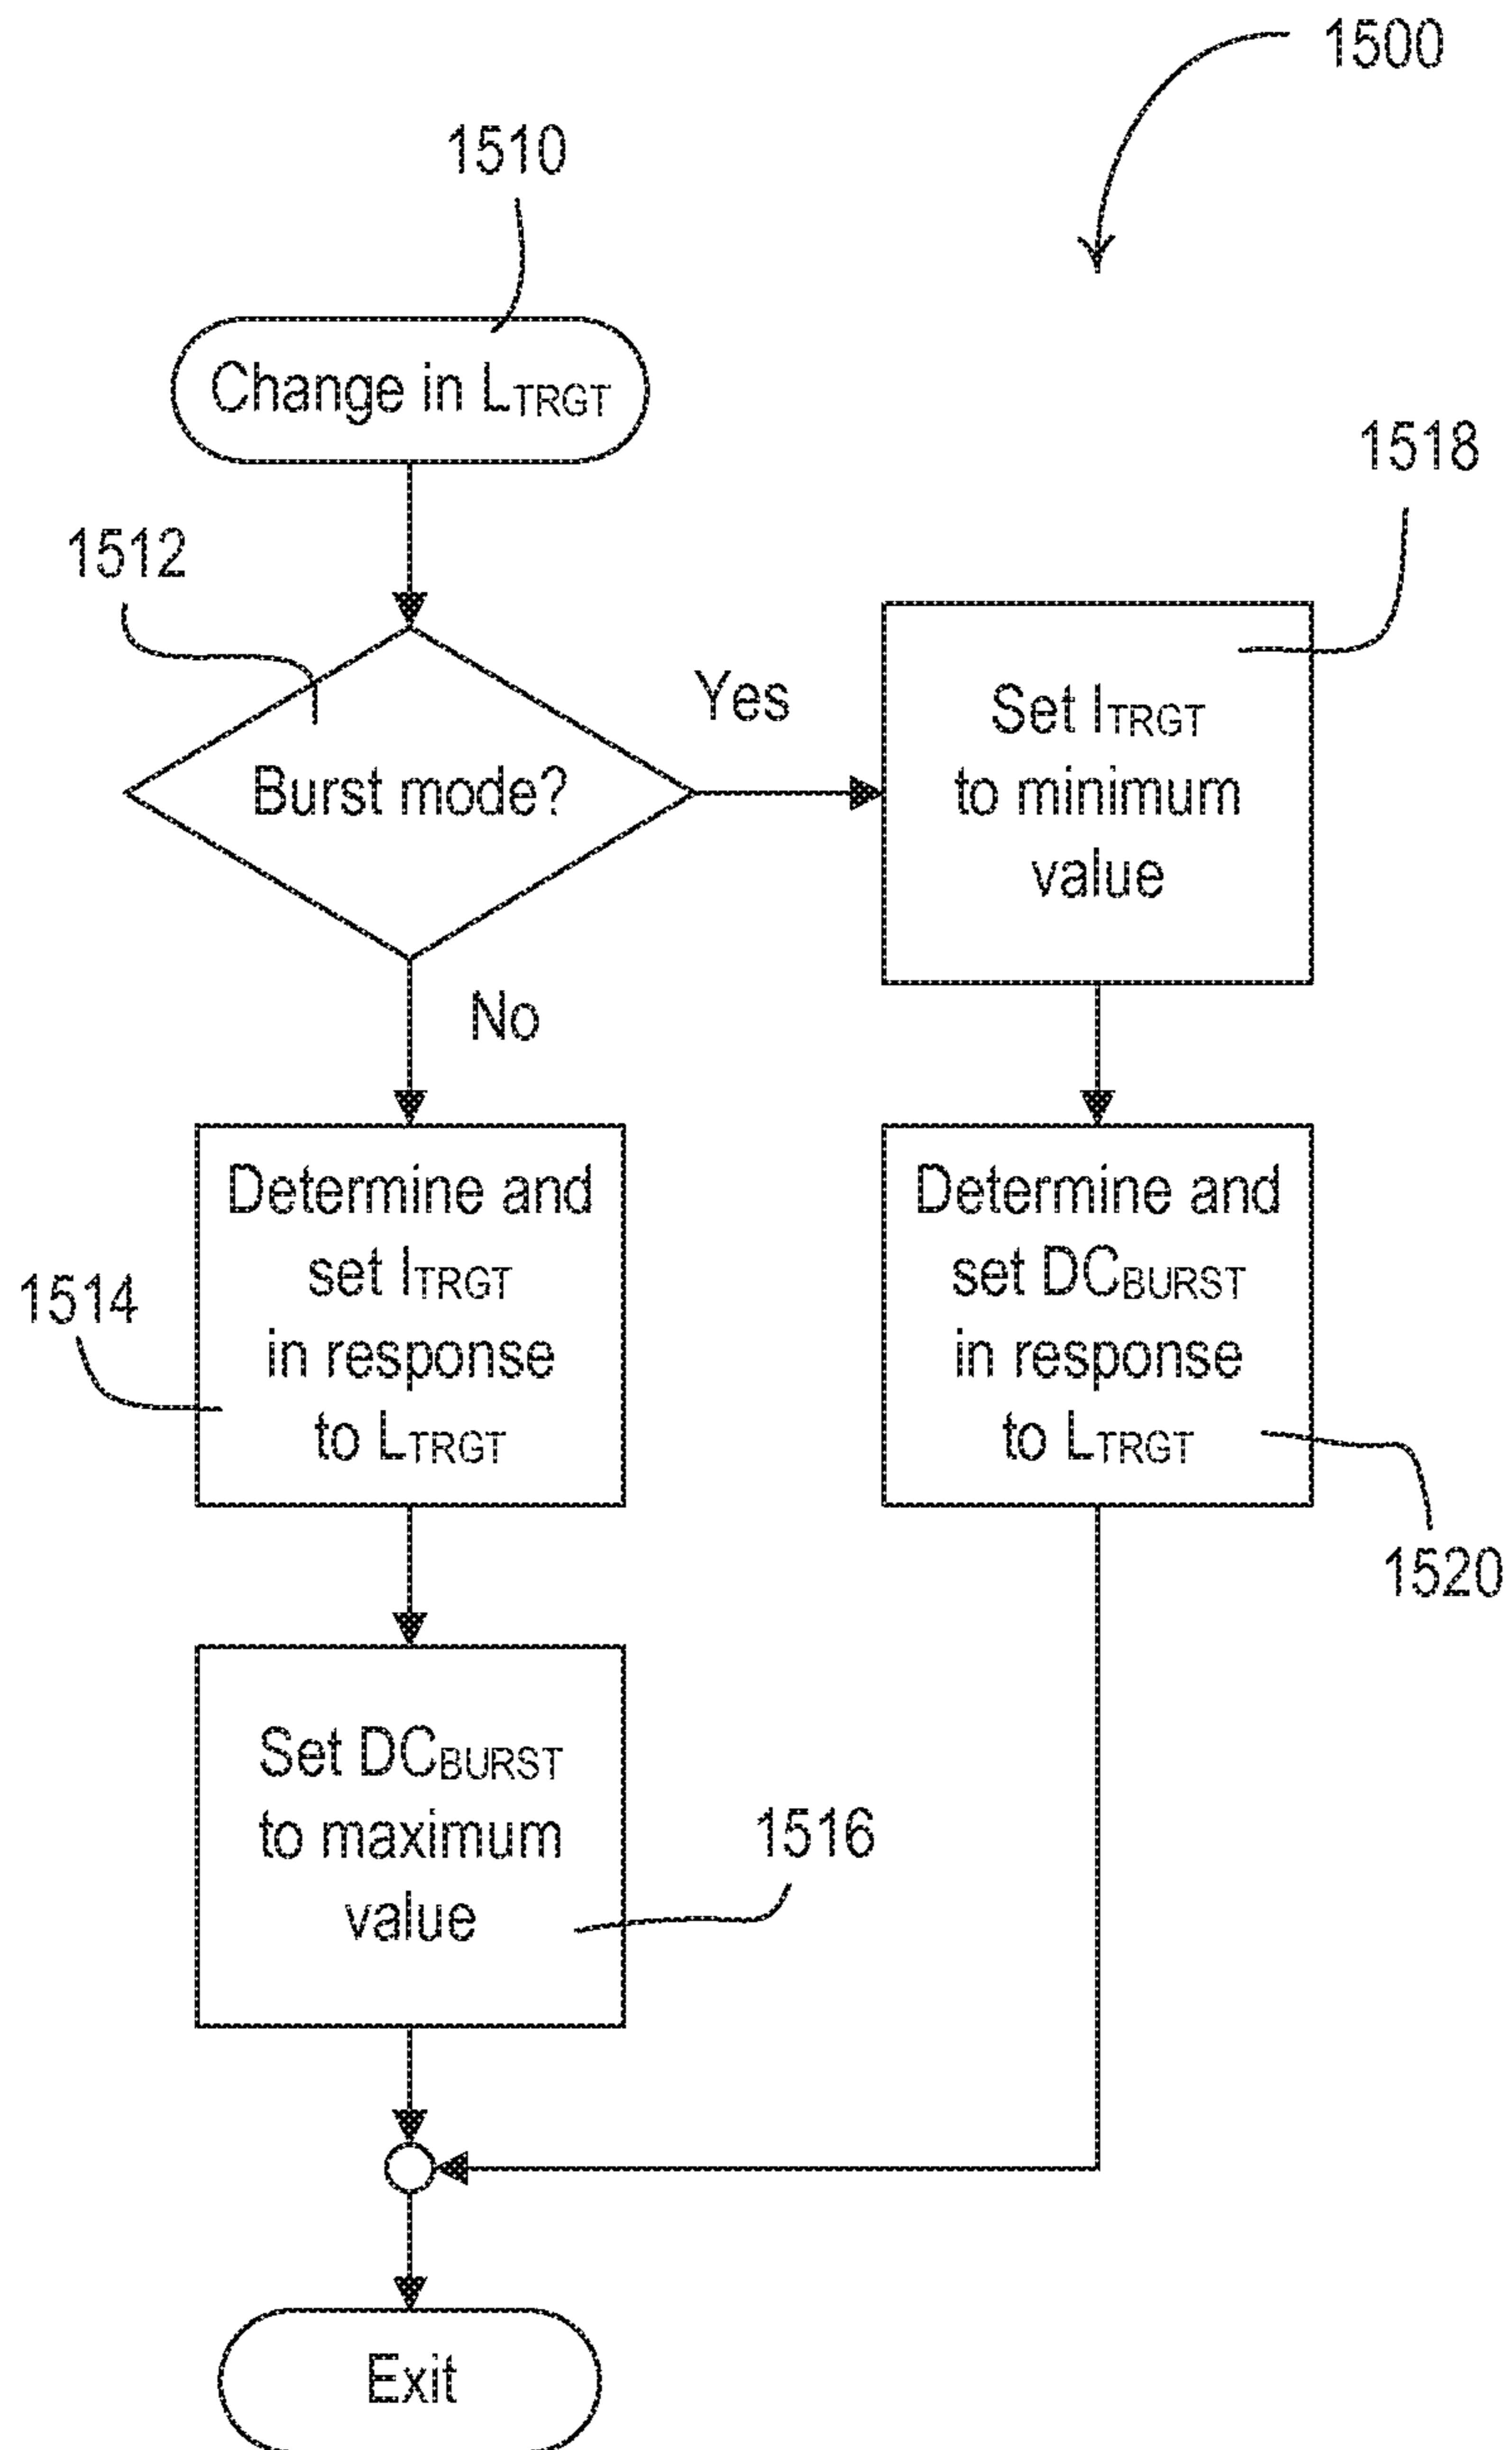 1500
1510
Change in LTRGT
1518
1512
Yes
Set ITRGT
to minimum
value
Burst mode?
No
Determine and
set ITRGT
in response
to LTRGT
1514
Determine and
set DCBURST
in response
to LTRGT
1520
Set DCBURST
to maximum
value
1516
Exit